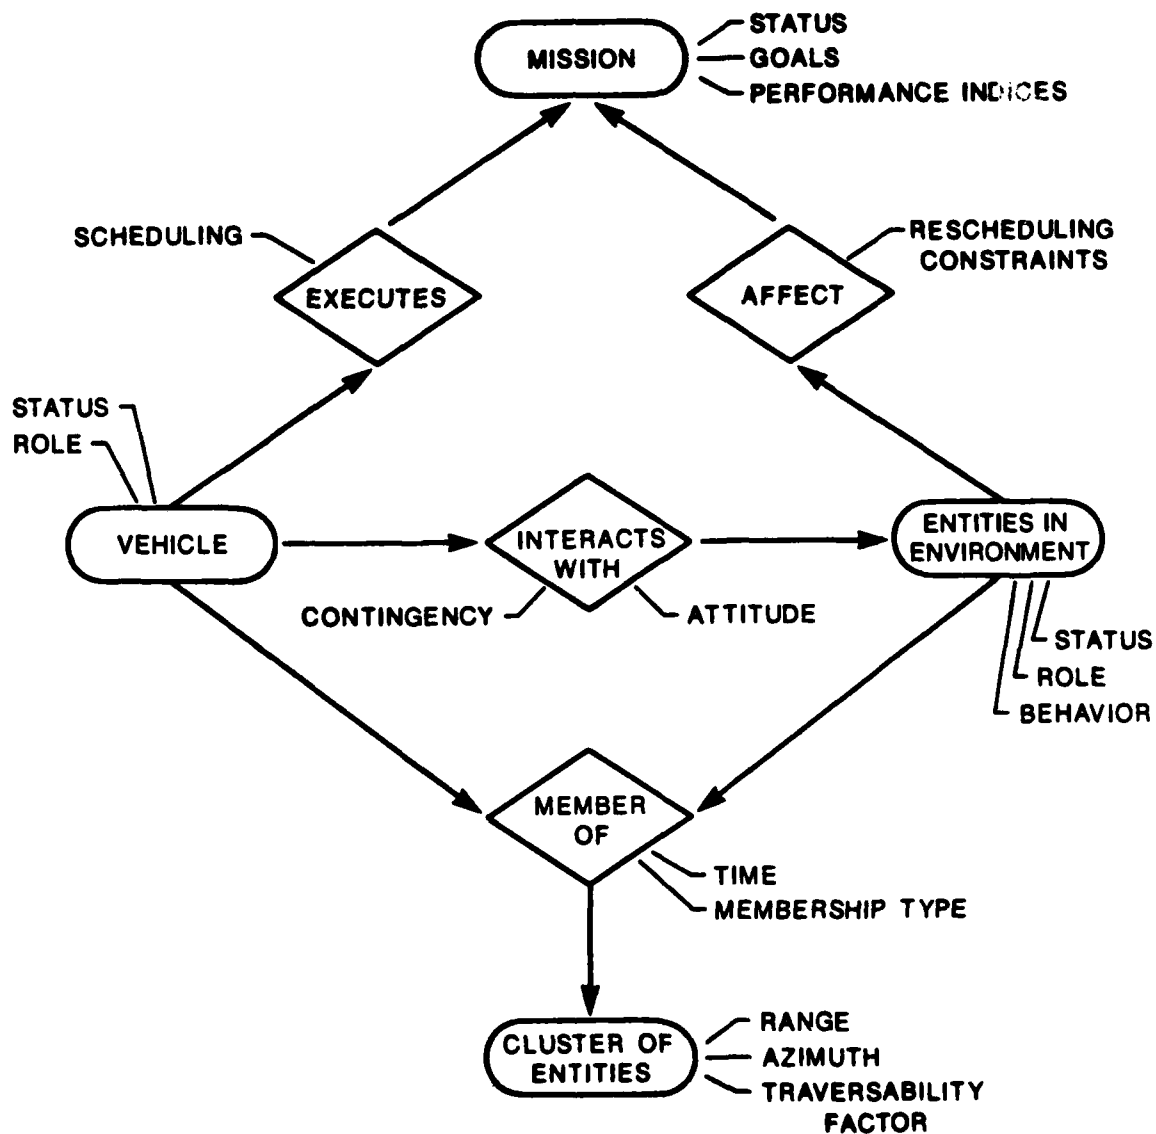 STATUS
MISSION
GOALS
PERFORMANCE INDICES
SCHEDULING
RESCHEDULING
CONSTRAINTS
EXECUTES
AFFECT
STATUS
ROLE
VEHICLE
INTERACTS
WITH
ENTITIES IN
ENVIRONMENT
CONTINGENCY
ATTITUDE
STATUS
ROLE
BEHAVIOR
MEMBER
OF
TIME
MEMBERSHIP TYPE
CLUSTER OF
ENTITIES
RANGE
AZIMUTH
TRAVERSABILITY
FACTOR